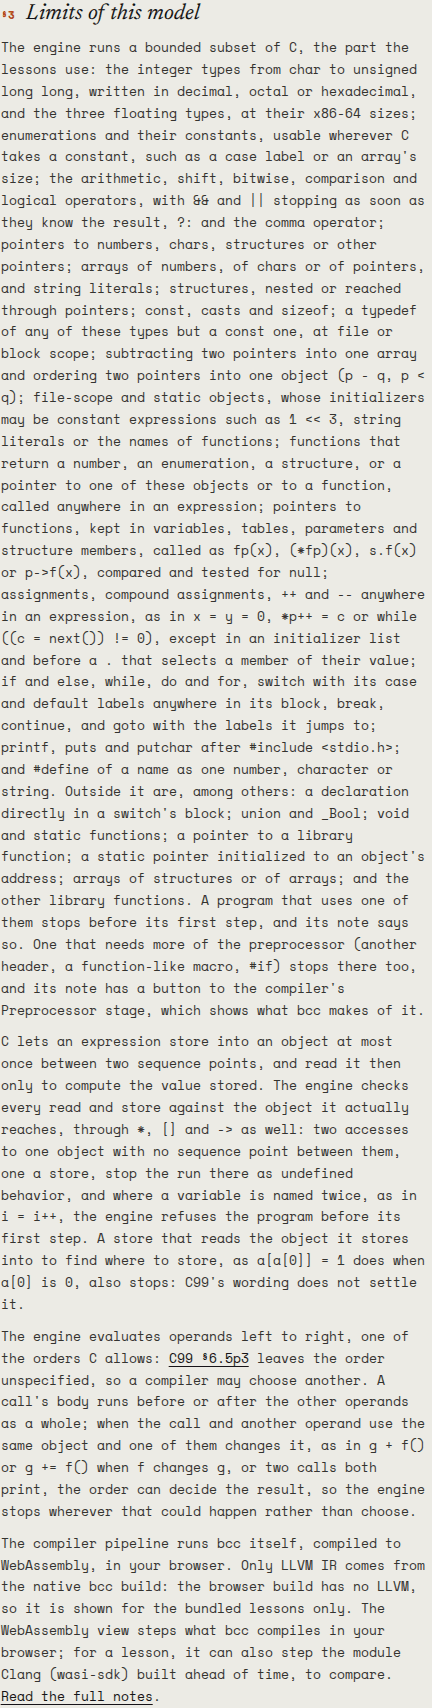 §3 Limits of this model
The engine runs a bounded subset of C, the part the
lessons use: the integer types from char to unsigned
long long, written in decimal, octal or hexadecimal,
and the three floating types, at their x86-64 sizes;
enumerations and their constants, usable wherever C
takes a constant, such as a case label or an array's
size; the arithmetic, shift, bitwise, comparison and
logical operators, with && and || stopping as soon as
they know the result, ?: and the comma operator;
pointers to numbers, chars, structures or other
pointers; arrays of numbers, of chars or of pointers,
and string literals; structures, nested or reached
through pointers; const, casts and sizeof; a typedef
of any of these types but a const one, at file or
block scope; subtracting two pointers into one array
and ordering two pointers into one object (p - q, p <
q); file-scope and static objects, whose initializers
may be constant expressions such as 1 << 3, string
literals or the names of functions; functions that
return a number, an enumeration, a structure, or a
pointer to one of these objects or to a function,
called anywhere in an expression; pointers to
functions, kept in variables, tables, parameters and
structure members, called as fp(x), (*fp)(x), s.f(x)
or p->f(x), compared and tested for null;
assignments, compound assignments, ++ and -- anywhere
in an expression, as in x = y = 0, *p++ = c or while
((c = next()) != 0), except in an initializer list
and before a . that selects a member of their value;
if and else, while, do and for, switch with its case
and default labels anywhere in its block, break,
continue, and goto with the labels it jumps to;
printf, puts and putchar after #include <stdio.h>;
and #define of a name as one number, character or
string. Outside it are, among others: a declaration
directly in a switch's block; union and _Bool; void
and static functions; a pointer to a library
function; a static pointer initialized to an object's
address; arrays of structures or of arrays; and the
other library functions. A program that uses one of
them stops before its first step, and its note says
so. One that needs more of the preprocessor (another
header, a function-like macro, #if) stops there too,
and its note has a button to the compiler's
Preprocessor stage, which shows what bcc makes of it.
C lets an expression store into an object at most
once between two sequence points, and read it then
only to compute the value stored. The engine checks
every read and store against the object it actually
reaches, through *, [] and -> as well: two accesses
to one object with no sequence point between them,
one a store, stop the run there as undefined
behavior, and where a variable is named twice, as in
i = i++, the engine refuses the program before its
first step. A store that reads the object it stores
into to find where to store, as a[a[0]] = 1 does when
a[0] is 0, also stops: C99's wording does not settle
it.
The engine evaluates operands left to right, one of
the orders C allows: C99 §6.5p3 leaves the order
unspecified, so a compiler may choose another. A
call's body runs before or after the other operands
as a whole; when the call and another operand use the
same object and one of them changes it, as in g + f()
or g += f() when f changes g, or two calls both
print, the order can decide the result, so the engine
stops wherever that could happen rather than choose.
The compiler pipeline runs bcc itself, compiled to
WebAssembly, in your browser. Only LLVM IR comes from
the native bcc build: the browser build has no LLVM,
so it is shown for the bundled lessons only. The
WebAssembly view steps what bcc compiles in your
browser; for a lesson, it can also step the module
Clang (wasi-sdk) built ahead of time, to compare.
Read the full notes.